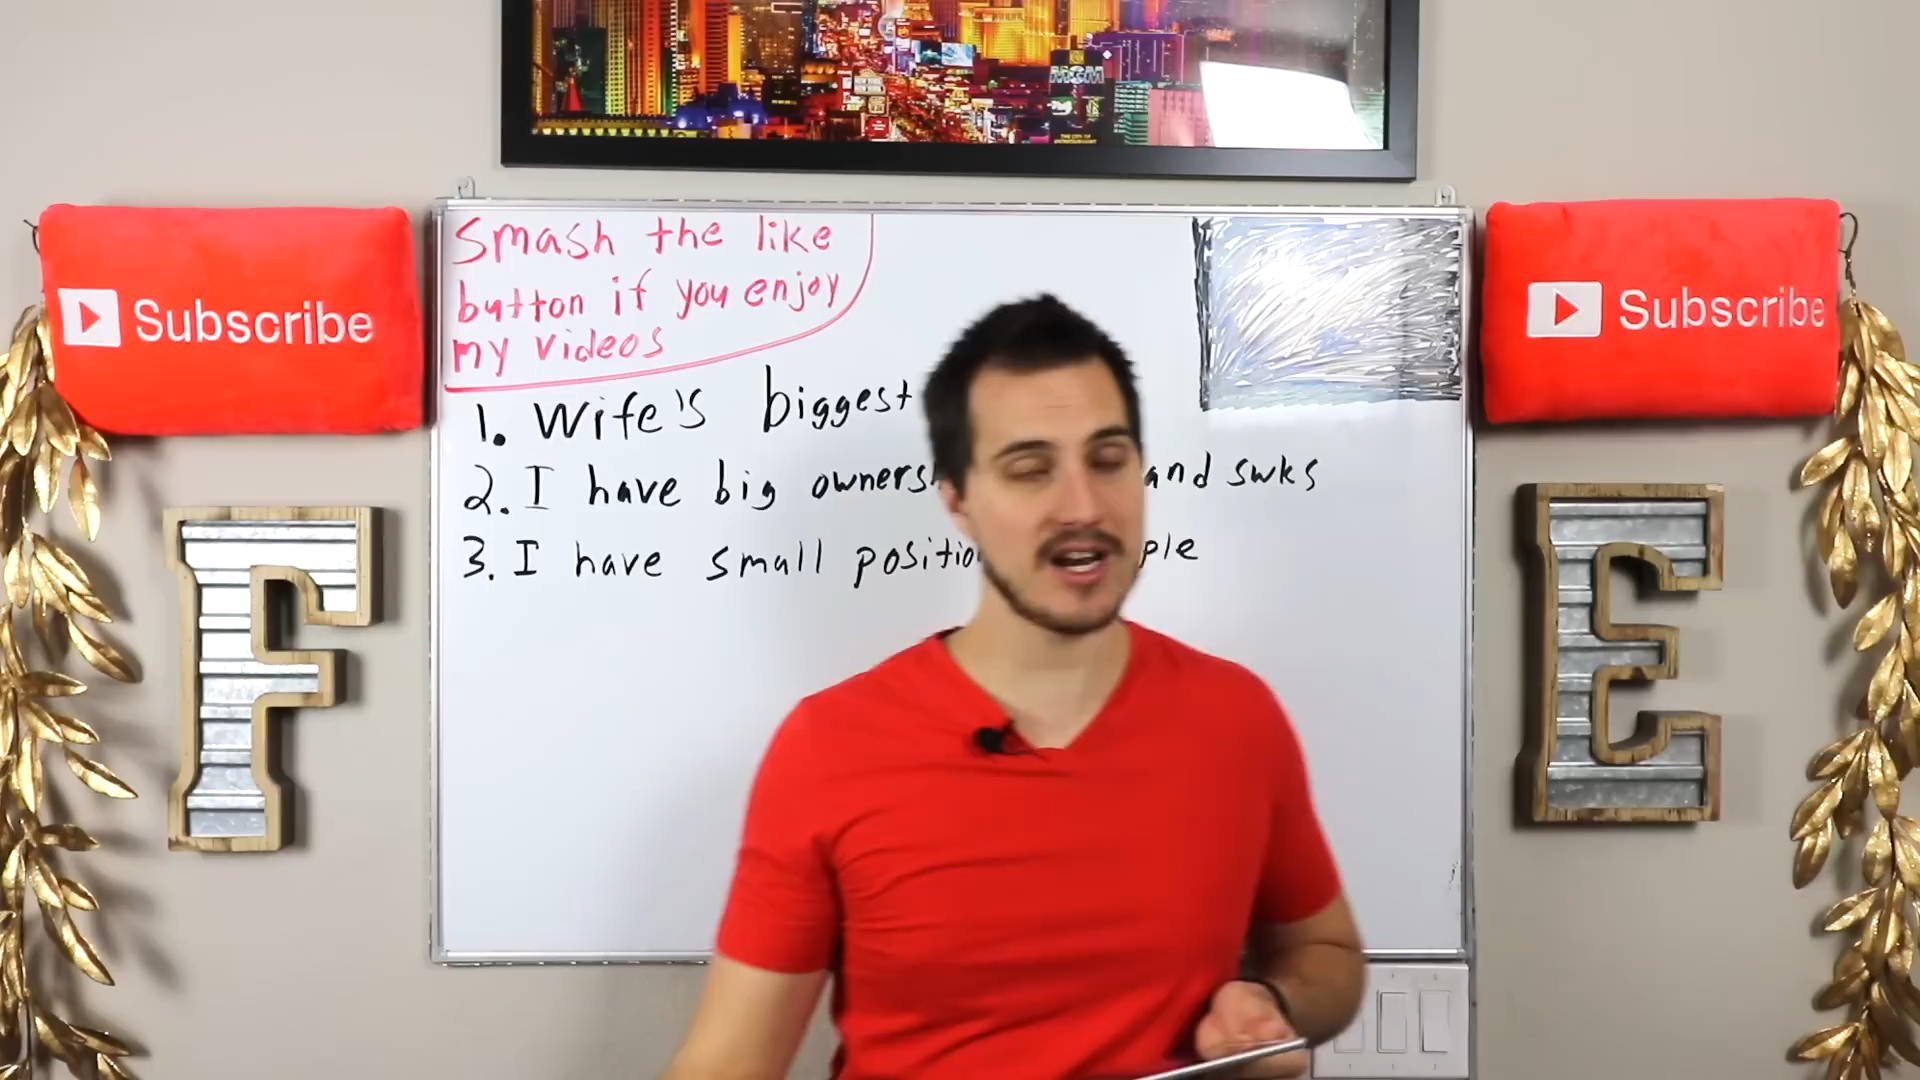 MGM
Smash the like
button if you enjoy
my videos
Subscribe
Subscribe
1. Wife's biggest
2. I have big owners and swks
3. I have small positio ple
F
E